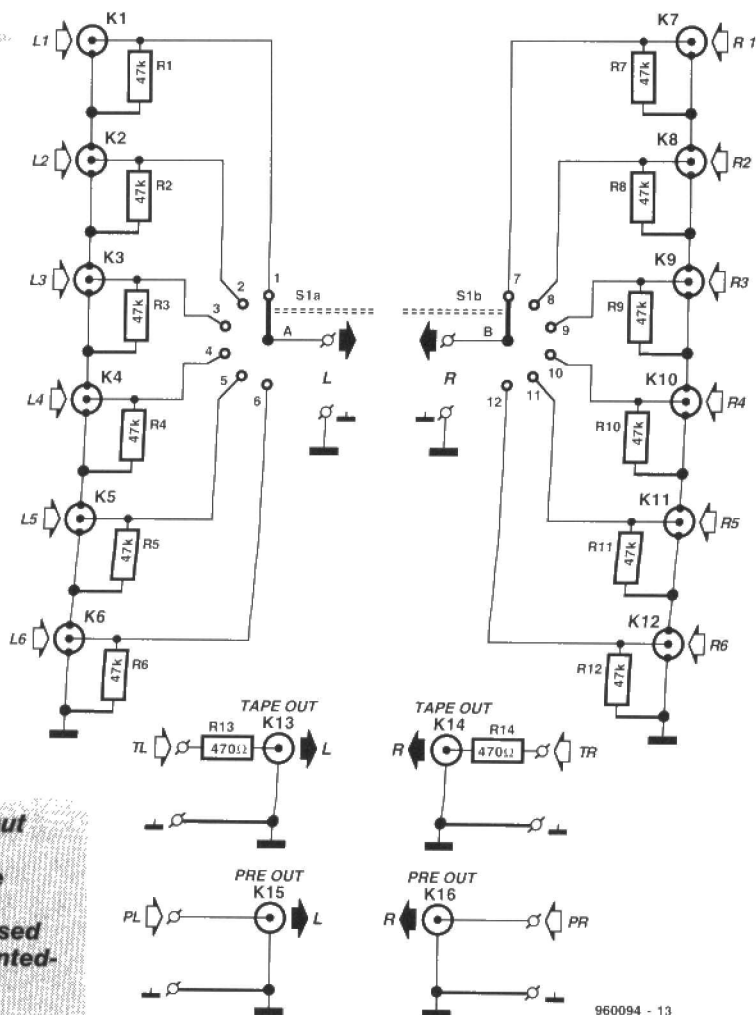 K1
L1
R1
47k
K2
L2
R2
47k
K3
L3
R3
47k
K4
L4
R4
47k
K5
L5
R5
47k
K6
L6
R6
47k
1
2
3
4
5
6
S1a
A
L
K7
R 1
R7
47k
K8
R2
R8
47k
K9
R3
R9
47k
K10
R4
R10
47k
K11
R5
R11
47k
K12
R6
R12
47k
7
8
9
10
11
12
S1b
B
R
TAPE OUT
K13
R13
470Ω
TL
L
TAPE OUT
K14
R14
470Ω
R
TR
PRE OUT
K15
PL
L
PRE OUT
K16
R
PR
ut
sed
nted-
960094 - 13